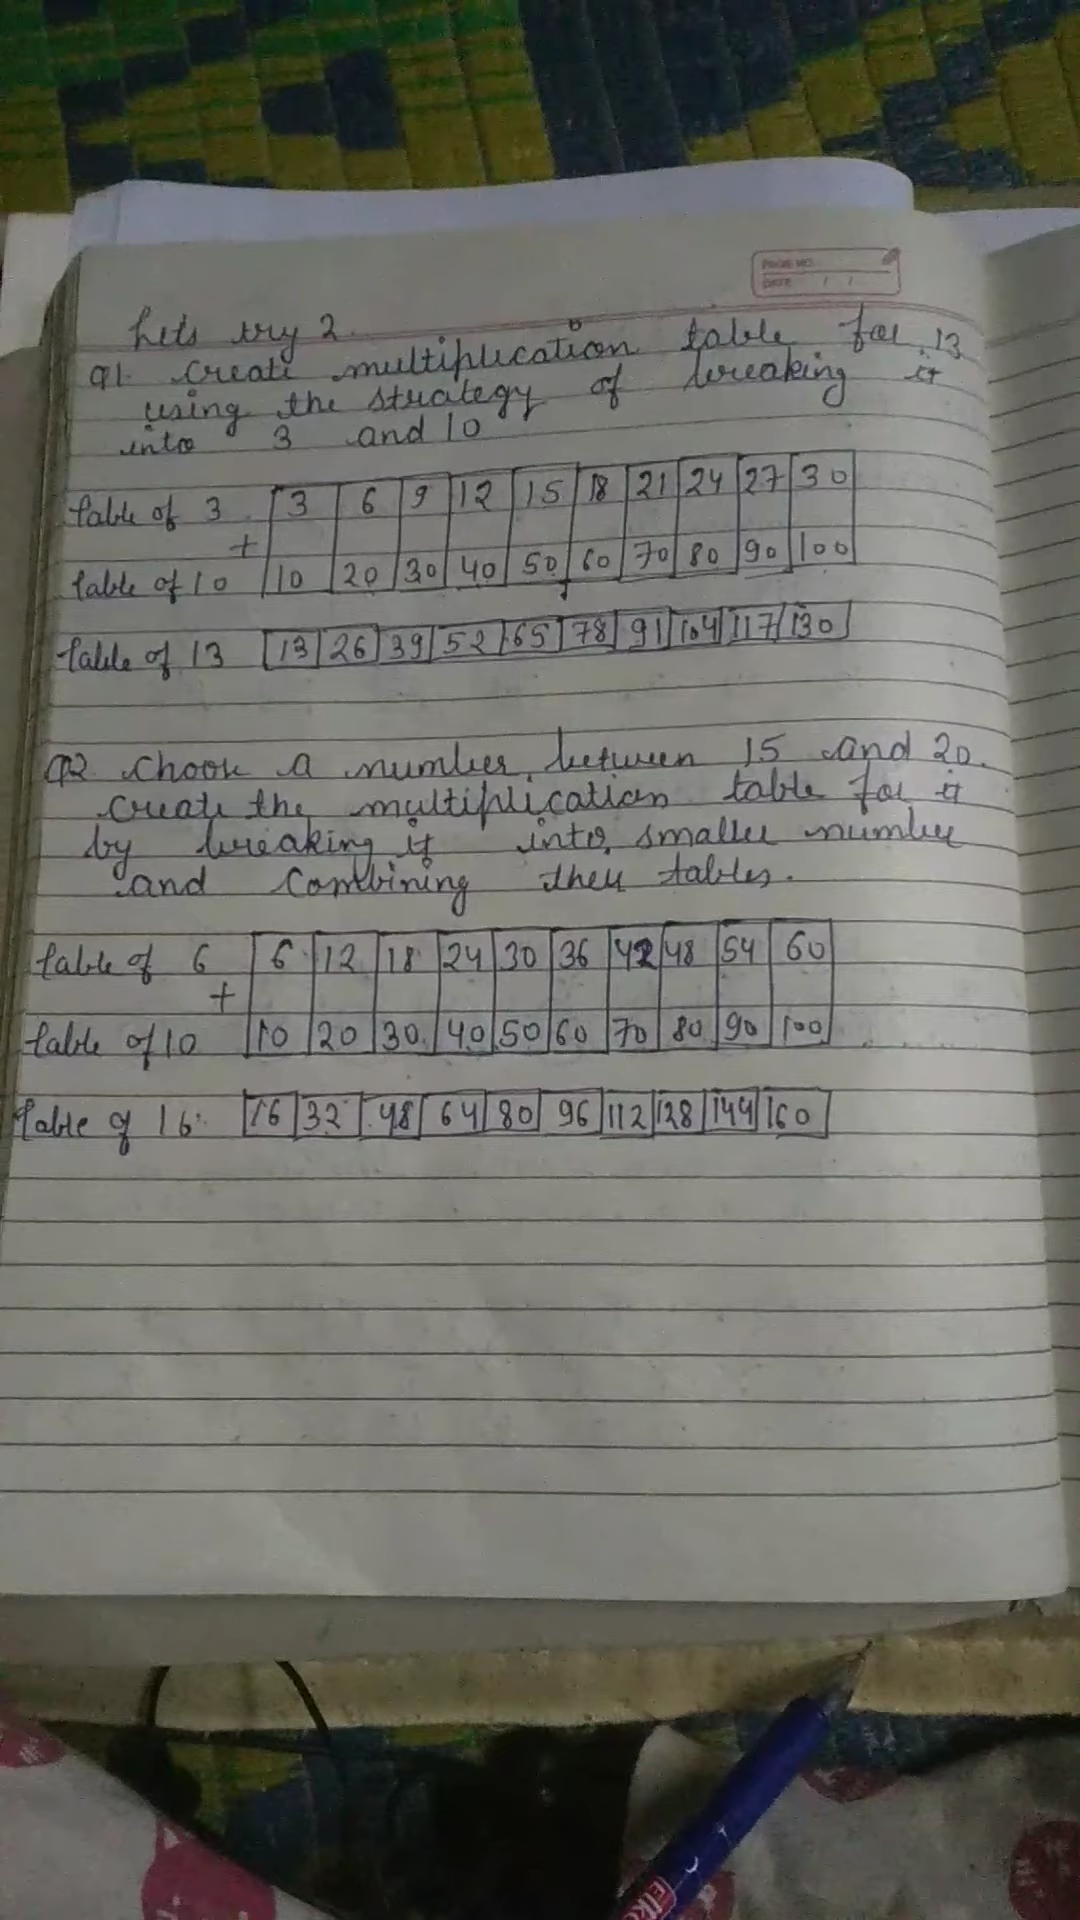 PAGE NO.
DATE / /
Lets try 2.
Q1. Create multiplication table for 13
using the strategy of breaking it
into 3 and 10
Table of 3 3 6 9 12 15 18 21 24 27 30
+
Table of 10 10 20 30 40 50 60 70 80 90 100
Table of 13 13 26 39 52 65 78 91 104 117 130
Q2. Choose a number between 15 and 20.
create the multiplication table for it
by breaking it into smaller number
and combining their tables.
Table of 6 6 12 18 24 30 36 42 48 54 60
+
Table of 10 10 20 30 40 50 60 70 80 90 100
Table of 16 16 32 48 64 80 96 112 128 144 160